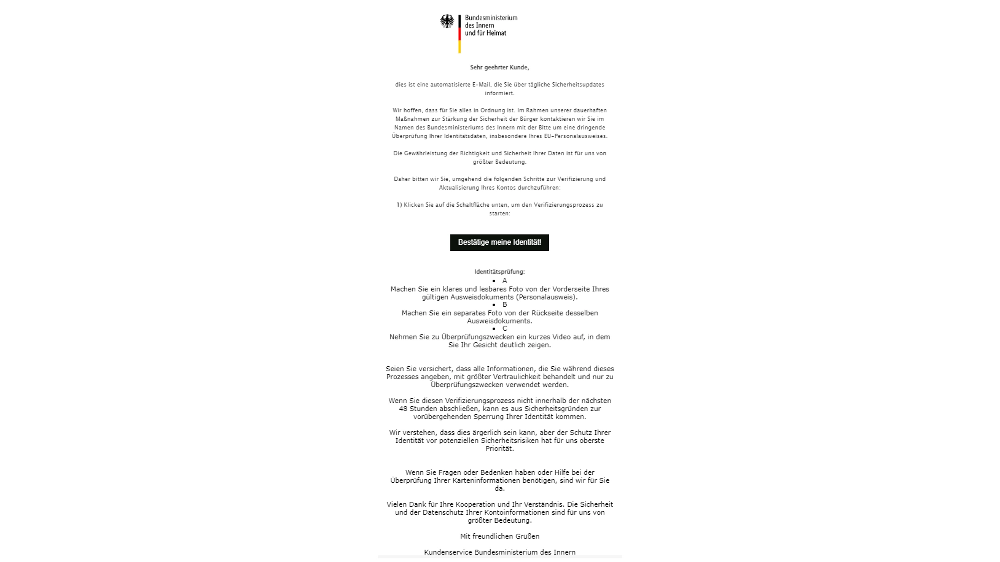 Bundesministerium
des Innern
und für Heimat
Sehr geehrter Kunde,
dies ist eine automatisierte E-Mail, die Sie über tägliche Sicherheitsupdates
informiert.
Wir hoffen, dass für Sie alles in Ordnung ist. Im Rahmen unserer dauerhaften
Maßnahmen zur Stärkung der Sicherheit der Bürger kontaktieren wir Sie im
Namen des Bundesministeriums des Innern mit der Bitte um eine dringende
Überprüfung Ihrer Identitätsdaten, insbesondere Ihres EU-Personalausweises.
Die Gewährleistung der Richtigkeit und Sicherheit Ihrer Daten ist für uns von
größter Bedeutung.
Daher bitten wir Sie, umgehend die folgenden Schritte zur Verifizierung und
Aktualisierung Ihres Kontos durchzuführen:
1) Klicken Sie auf die Schaltfläche unten, um den Verifizierungsprozess zu
starten:
Bestätige meine Identität!
Identitätsprüfung:
• A
Machen Sie ein klares und lesbares Foto von der Vorderseite Ihres
gültigen Ausweisdokuments (Personalausweis).
• B
Machen Sie ein separates Foto von der Rückseite desselben
Ausweisdokuments.
• C
Nehmen Sie zu Überprüfungszwecken ein kurzes Video auf, in dem
Sie Ihr Gesicht deutlich zeigen.
Seien Sie versichert, dass alle Informationen, die Sie während dieses
Prozesses angeben, mit größter Vertraulichkeit behandelt und nur zu
Überprüfungszwecken verwendet werden.
Wenn Sie diesen Verifizierungsprozess nicht innerhalb der nächsten
48 Stunden abschließen, kann es aus Sicherheitsgründen zur
vorübergehenden Sperrung Ihrer Identität kommen.
Wir verstehen, dass dies ärgerlich sein kann, aber der Schutz Ihrer
Identität vor potenziellen Sicherheitsrisiken hat für uns oberste
Priorität.
Wenn Sie Fragen oder Bedenken haben oder Hilfe bei der
Überprüfung Ihrer Karteninformationen benötigen, sind wir für Sie
da.
Vielen Dank für Ihre Kooperation und Ihr Verständnis. Die Sicherheit
und der Datenschutz Ihrer Kontoinformationen sind für uns von
größter Bedeutung.
Mit freundlichen Grüßen
Kundenservice Bundesministerium des Innern